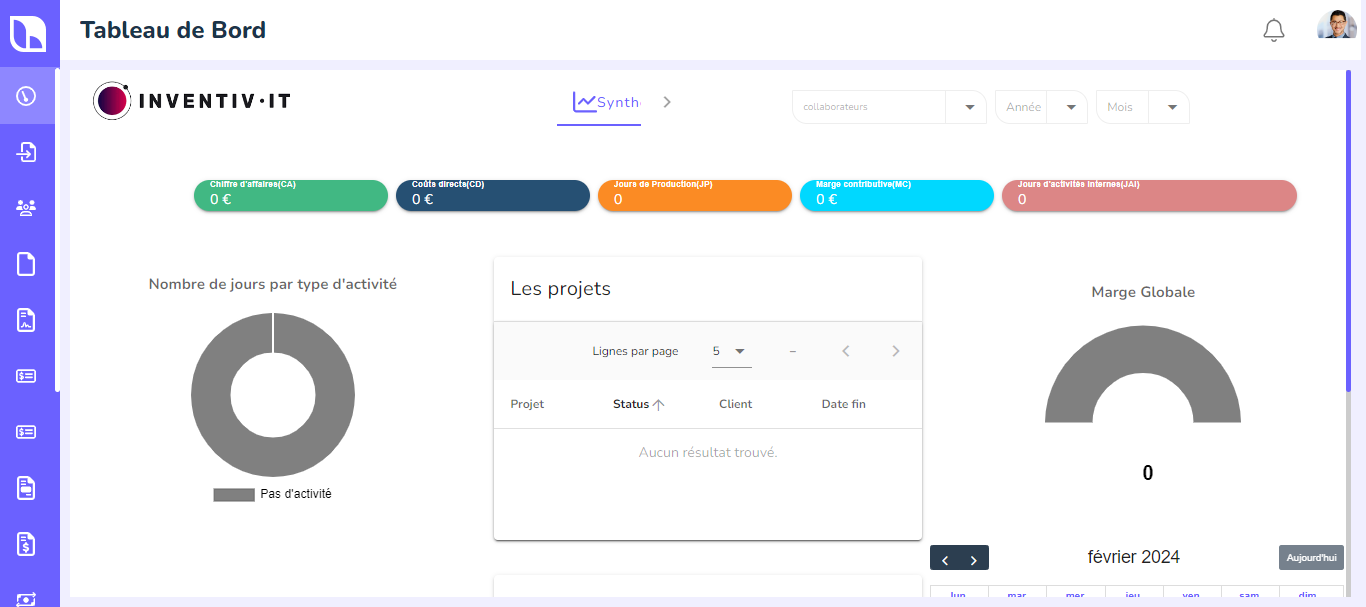 Tableau de Bord
INVENTIV·IT
Synth
collaborateurs
Année
Mois
Chiffre d'affaires(CA)
0 €
Coûts directs(CD)
0 €
Jours de Production(JP)
0
Marge contributive(MC)
0 €
Jours d'activités internes(JAI)
0
Nombre de jours par type d'activité
Pas d'activité
Les projets
Lignes par page 5 –
Projet Status Client Date fin
Aucun résultat trouvé.
Marge Globale
0
février 2024
Aujourd'hui
lun. mar. mer. jeu. ven. sam. dim.